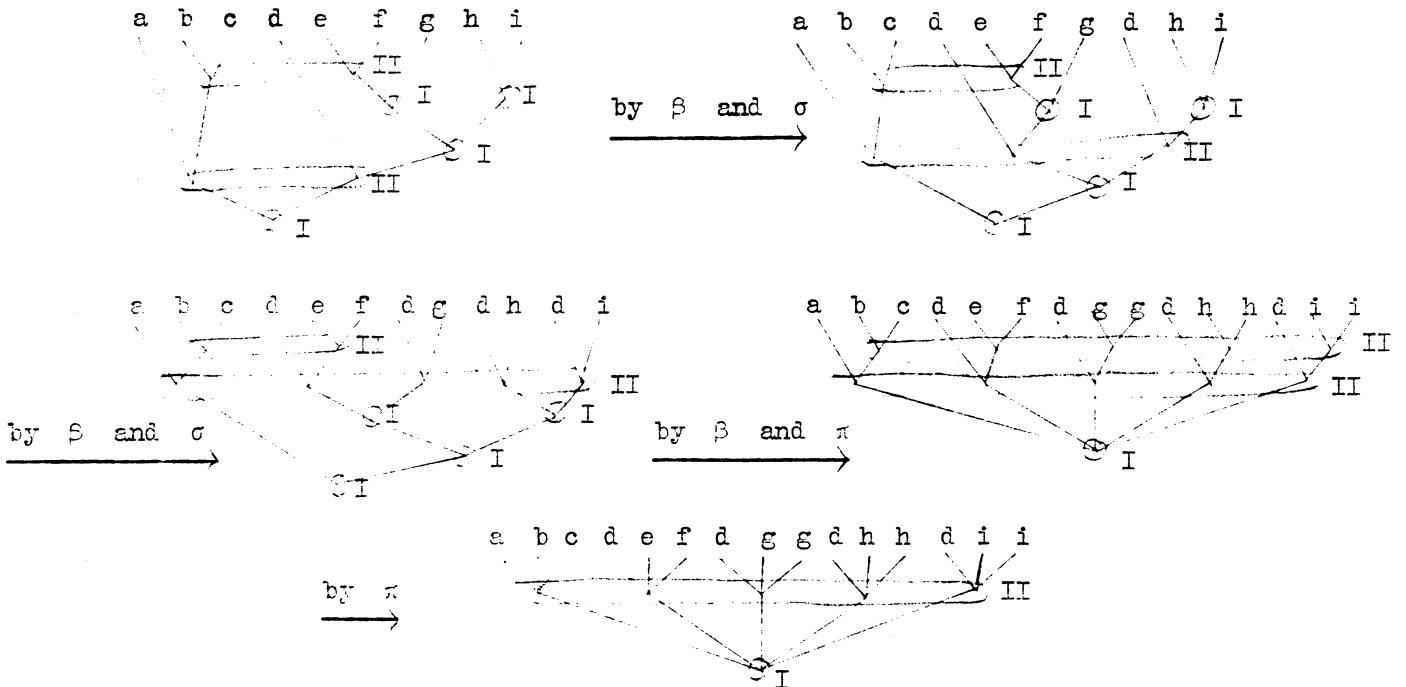 a b c d e f g h i
a b c d e f g d h i
II
II
I
I
I
I
by β and σ
I
II
II
I
I
I
a b c d e f d g d h d i
a b c d e f d g g d h h d i i
II
II
II
II
I
I
by β and σ
by β and π
I
I
I
a b c d e f d g g d h h d i i
by π
II
I